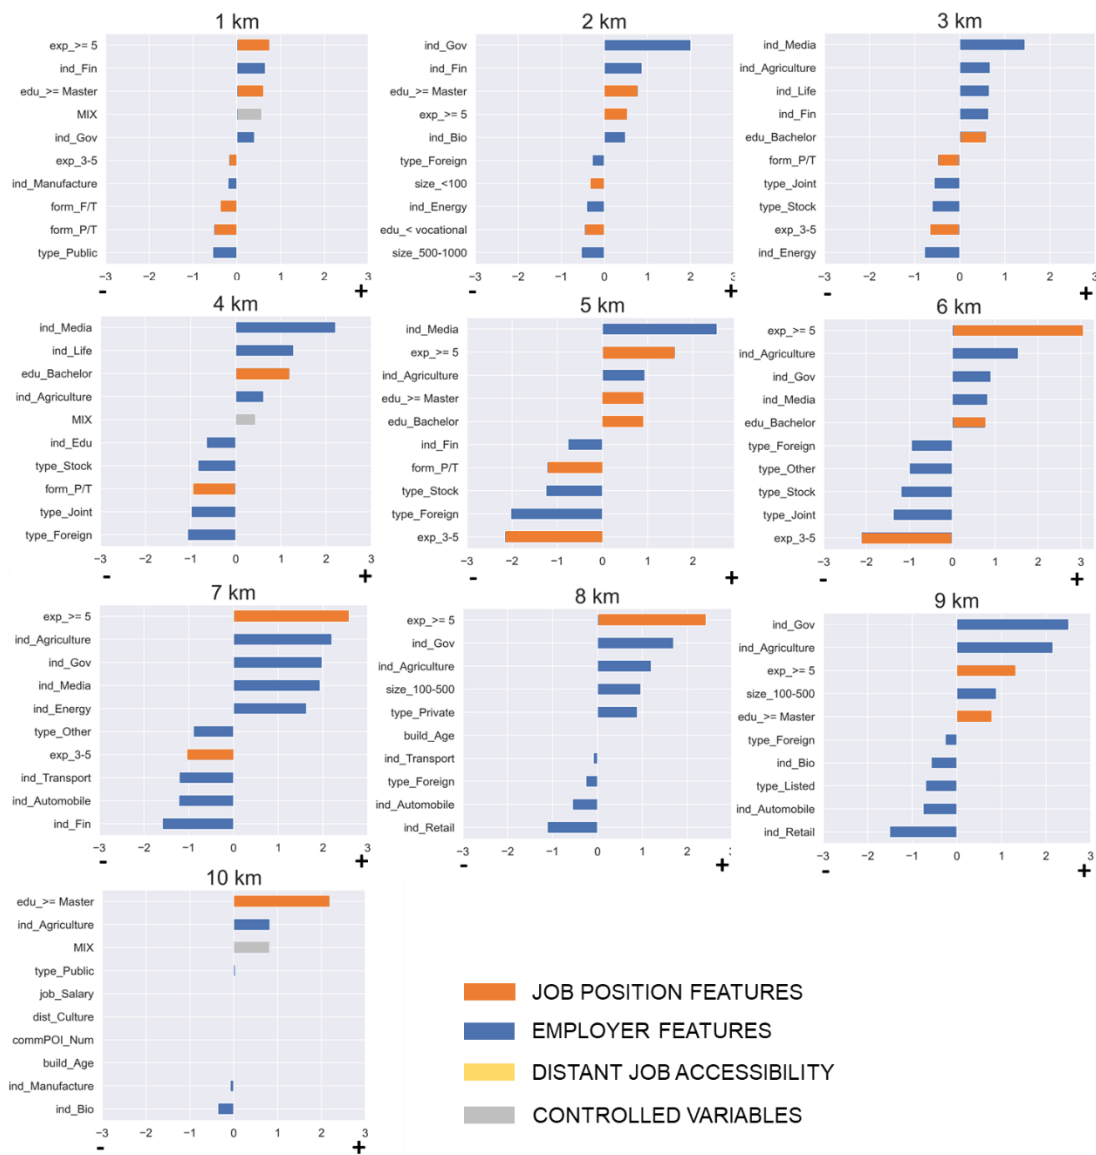 1 km
exp_>= 5
ind_Fin
edu_>= Master
MIX
ind_Gov
exp_3-5
ind_Manufacture
form_F/T
form_P/T
type_Public
−3 −2 −1 0 1 2 3
- +
2 km
ind_Gov
ind_Fin
edu_>= Master
exp_>= 5
ind_Bio
type_Foreign
size_<100
ind_Energy
edu_< vocational
size_500-1000
−3 −2 −1 0 1 2 3
- +
3 km
ind_Media
ind_Agriculture
ind_Life
ind_Fin
edu_Bachelor
form_P/T
type_Joint
type_Stock
exp_3-5
ind_Energy
−3 −2 −1 0 1 2 3
- +
4 km
ind_Media
ind_Life
edu_Bachelor
ind_Agriculture
MIX
ind_Edu
type_Stock
form_P/T
type_Joint
type_Foreign
−3 −2 −1 0 1 2 3
- +
5 km
ind_Media
exp_>= 5
ind_Agriculture
edu_>= Master
edu_Bachelor
ind_Fin
form_P/T
type_Stock
type_Foreign
exp_3-5
−3 −2 −1 0 1 2
- +
6 km
exp_>= 5
ind_Agriculture
ind_Gov
ind_Media
edu_Bachelor
type_Foreign
type_Other
type_Stock
type_Joint
exp_3-5
−3 −2 −1 0 1 2 3
- +
7 km
exp_>= 5
ind_Agriculture
ind_Gov
ind_Media
ind_Energy
type_Other
exp_3-5
ind_Transport
ind_Automobile
ind_Fin
−3 −2 −1 0 1 2 3
- +
8 km
exp_>= 5
ind_Gov
ind_Agriculture
size_100-500
type_Private
build_Age
ind_Transport
type_Foreign
ind_Automobile
ind_Retail
−3 −2 −1 0 1 2 3
- +
9 km
ind_Gov
ind_Agriculture
exp_>= 5
size_100-500
edu_>= Master
type_Foreign
ind_Bio
type_Listed
ind_Automobile
ind_Retail
−3 −2 −1 0 1 2 3
- +
10 km
edu_>= Master
ind_Agriculture
MIX
type_Public
job_Salary
dist_Culture
commPOI_Num
build_Age
ind_Manufacture
ind_Bio
−3 −2 −1 0 1 2 3
- +
JOB POSITION FEATURES
EMPLOYER FEATURES
DISTANT JOB ACCESSIBILITY
CONTROLLED VARIABLES